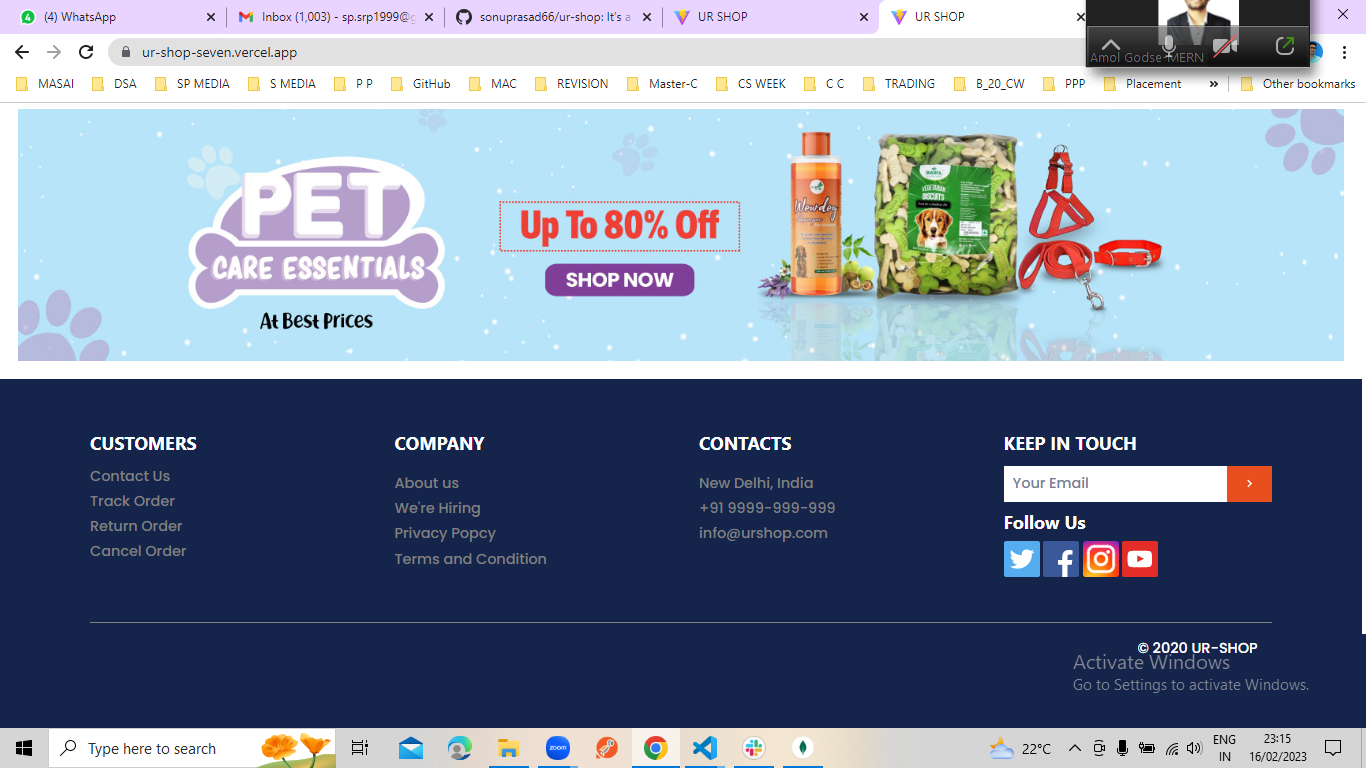 (4) WhatsApp
Inbox (1,003) - sp.srp1999@g
sonuprasad66/ur-shop: It's a
UR SHOP
UR SHOP
ur-shop-seven.vercel.app
Amol Godse-MERN
MASAI
DSA
SP MEDIA
S MEDIA
P P
GitHub
MAC
REVISION
Master-C
CS WEEK
C C
TRADING
B_20_CW
PPP
Placement
»
Other bookmarks
PET
CARE ESSENTIALS
At Best Prices
Up To 80% Off
SHOP NOW
Wowdog
VEGETARIAN
BISCUITS
CUSTOMERS
Contact Us
Track Order
Return Order
Cancel Order
COMPANY
About us
We're Hiring
Privacy Popcy
Terms and Condition
CONTACTS
New Delhi, India
+91 9999-999-999
info@urshop.com
KEEP IN TOUCH
Your Email
Follow Us
© 2020 UR-SHOP
Activate Windows
Go to Settings to activate Windows.
Type here to search
zoom
22°C
ENG
IN
23:15
16/02/2023